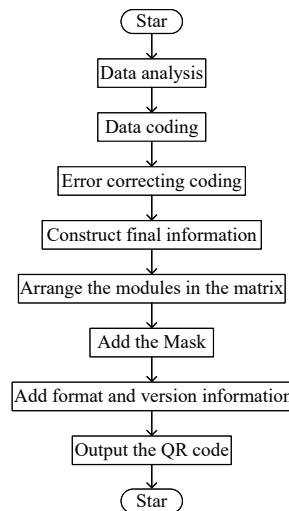 Star
Data analysis
Data coding
Error correcting coding
Construct final information
Arrange the modules in the matrix
Add the Mask
Add format and version information
Output the QR code
Star